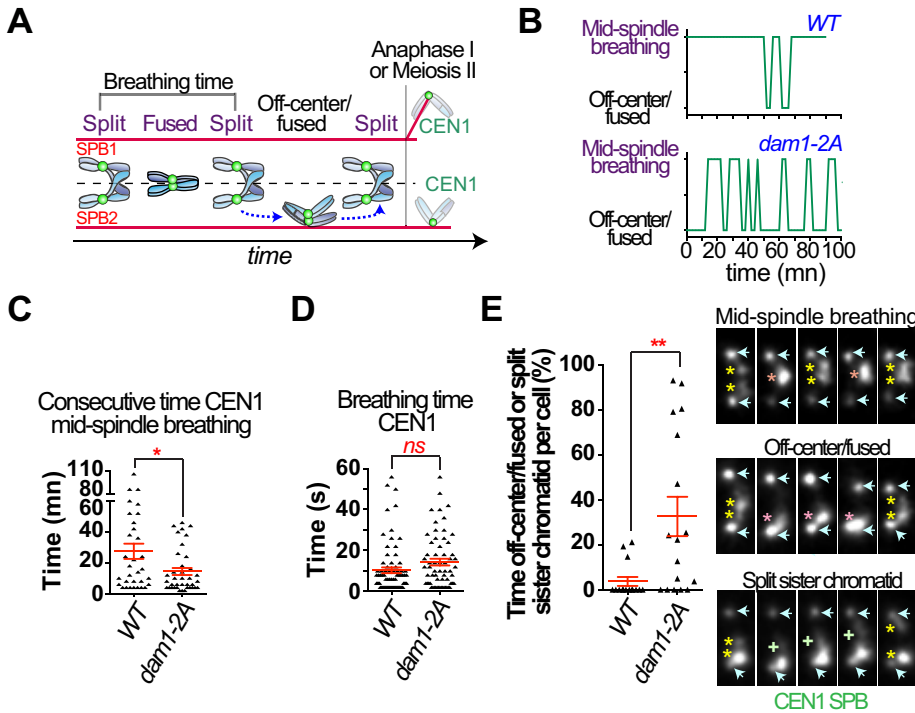 A
Anaphase I
or Meiosis II
Breathing time
Off-center/
fused
Split
Fused
Split
Split
CEN1
SPB1
CEN1
SPB2
time
B
WT
Mid-spindle
breathing
Off-center/
fused
dam1-2A
Mid-spindle
breathing
Off-center/
fused
0 20 40 60 80 100
time (mn)
C
Consecutive time CEN1
mid-spindle breathing
*
Time (mn)
110
80
60
40
20
0
WT
dam1-2A
D
Breathing time
CEN1
ns
Time (s)
60
40
20
0
WT
dam1-2A
E
**
Time off-center/fused or split
sister chromatid per cell (%)
100
80
60
40
20
0
WT
dam1-2A
Mid-spindle breathing
Off-center/fused
Split sister chromatid
CEN1 SPB